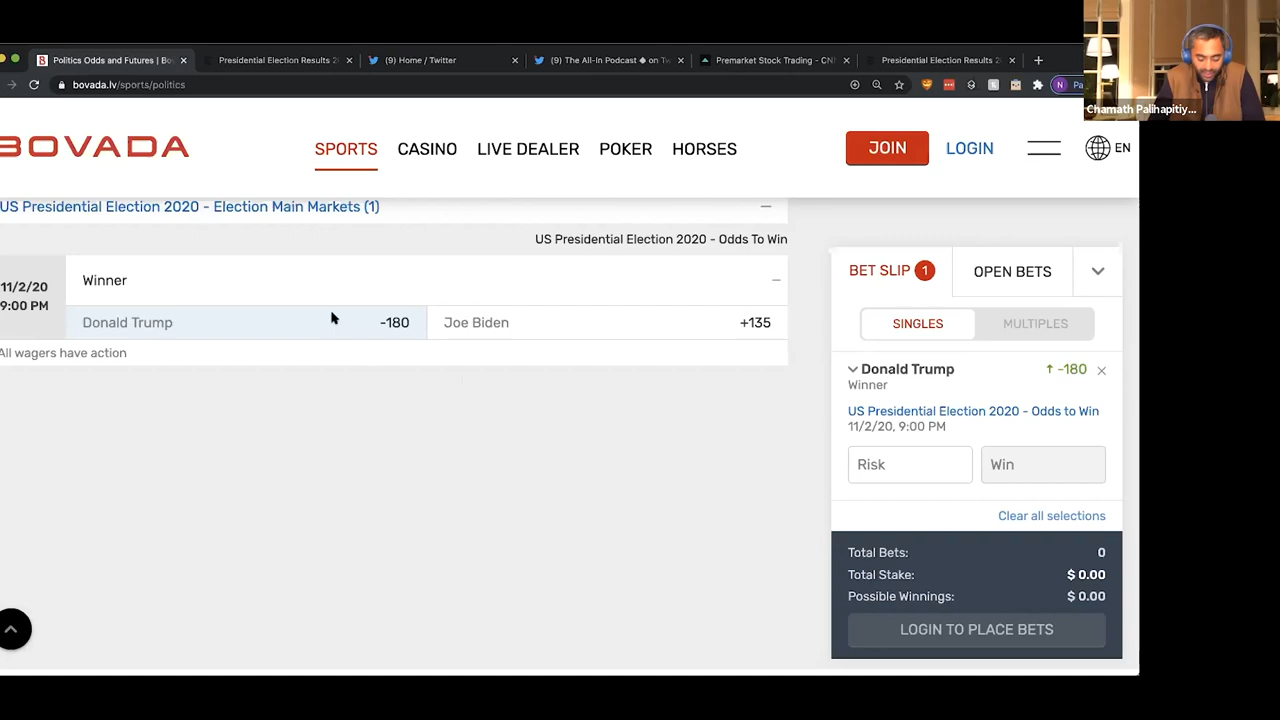 Politics Odds and Futures | Bo
Presidential Election Results 2
(9) Home / Twitter
(9) The All-In Podcast ◆ on Tw
Premarket Stock Trading - CN
Presidential Election Results 2
bovada.lv/sports/politics
N Pa
Chamath Palihapitiy...
BOVADA
SPORTS
CASINO
LIVE DEALER
POKER
HORSES
JOIN
LOGIN
EN
US Presidential Election 2020 - Election Main Markets (1)
US Presidential Election 2020 - Odds To Win
11/2/20
9:00 PM
Winner
Donald Trump -180
Joe Biden +135
All wagers have action
BET SLIP 1
OPEN BETS
SINGLES
MULTIPLES
Donald Trump ↑ -180
Winner
US Presidential Election 2020 - Odds to Win
11/2/20, 9:00 PM
Risk
Win
Clear all selections
Total Bets: 0
Total Stake: $ 0.00
Possible Winnings: $ 0.00
LOGIN TO PLACE BETS